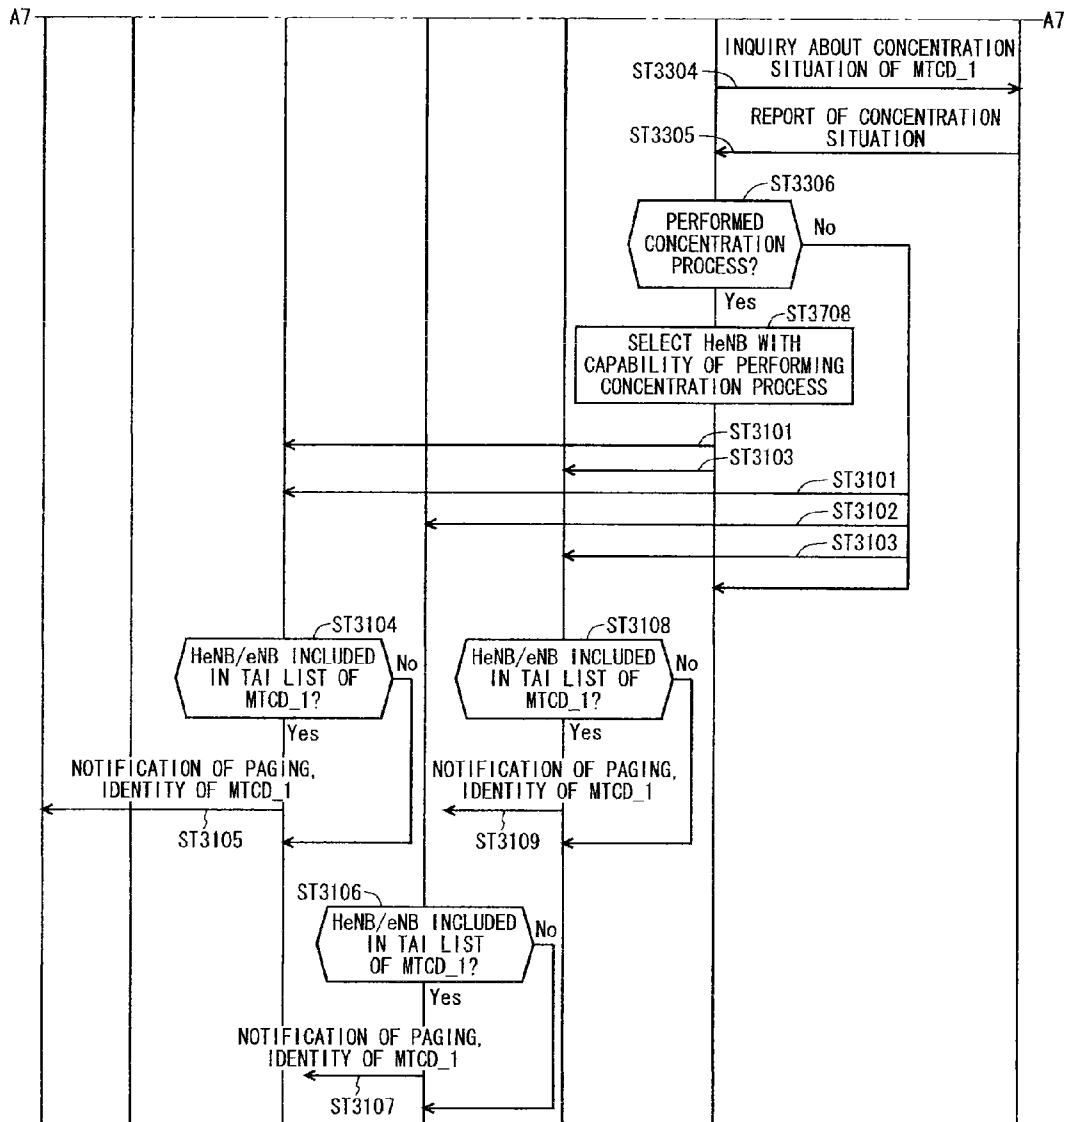 A7
A7
INQUIRY ABOUT CONCENTRATION
SITUATION OF MTCD_1
ST3304
REPORT OF CONCENTRATION
SITUATION
ST3305
ST3306
PERFORMED
CONCENTRATION
PROCESS?
No
Yes
ST3708
SELECT HeNB WITH
CAPABILITY OF PERFORMING
CONCENTRATION PROCESS
ST3101
ST3103
ST3101
ST3102
ST3103
ST3104
HeNB/eNB INCLUDED
IN TAI LIST OF
MTCD_1?
No
Yes
ST3108
HeNB/eNB INCLUDED
IN TAI LIST OF
MTCD_1?
No
Yes
NOTIFICATION OF PAGING,
IDENTITY OF MTCD_1
ST3105
NOTIFICATION OF PAGING,
IDENTITY OF MTCD_1
ST3109
ST3106
HeNB/eNB INCLUDED
IN TAI LIST
OF MTCD_1?
No
Yes
NOTIFICATION OF PAGING,
IDENTITY OF MTCD_1
ST3107